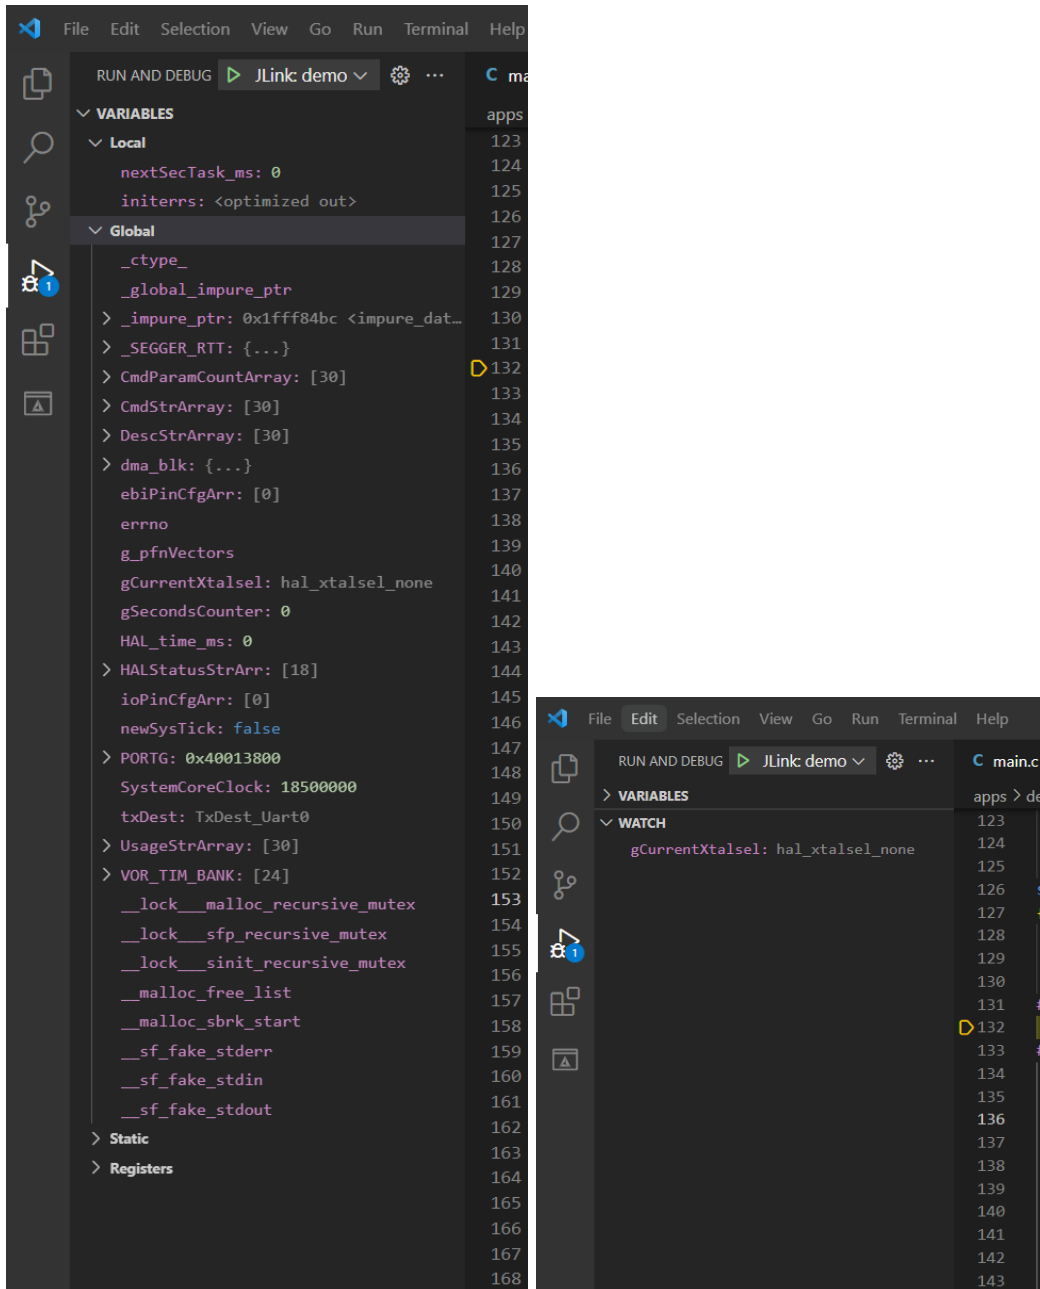 File Edit Selection View Go Run Terminal Help
RUN AND DEBUG JLink: demo
C ma
VARIABLES
apps
Local
123
nextSecTask_ms: 0
124
initerrs: <optimized out>
125
126
Global
127
_ctype_
128
_global_impure_ptr
129
_impure_ptr: 0x1fff84bc <impure_dat…
130
_SEGGER_RTT: {...}
131
CmdParamCountArray: [30]
132
CmdStrArray: [30]
133
134
DescStrArray: [30]
135
dma_blk: {...}
136
ebiPinCfgArr: [0]
137
errno
138
g_pfnVectors
139
gCurrentXtalsel: hal_xtalsel_none
140
141
gSecondsCounter: 0
142
HAL_time_ms: 0
143
HALStatusStrArr: [18]
144
ioPinCfgArr: [0]
145
newSysTick: false
146
PORTG: 0x40013800
147
148
SystemCoreClock: 18500000
149
txDest: TxDest_Uart0
150
UsageStrArray: [30]
151
VOR_TIM_BANK: [24]
152
__lock___malloc_recursive_mutex
153
__lock___sfp_recursive_mutex
154
__lock___sinit_recursive_mutex
155
156
__malloc_free_list
157
__malloc_sbrk_start
158
__sf_fake_stderr
159
__sf_fake_stdin
160
__sf_fake_stdout
161
Static
162
163
Registers
164
165
166
167
168
1
File Edit Selection View Go Run Terminal Help
RUN AND DEBUG JLink: demo
C main.c
VARIABLES
apps > de
WATCH
123
gCurrentXtalsel: hal_xtalsel_none
124
125
126
127
128
129
130
131
132
133
134
135
136
137
138
139
140
141
142
143
1